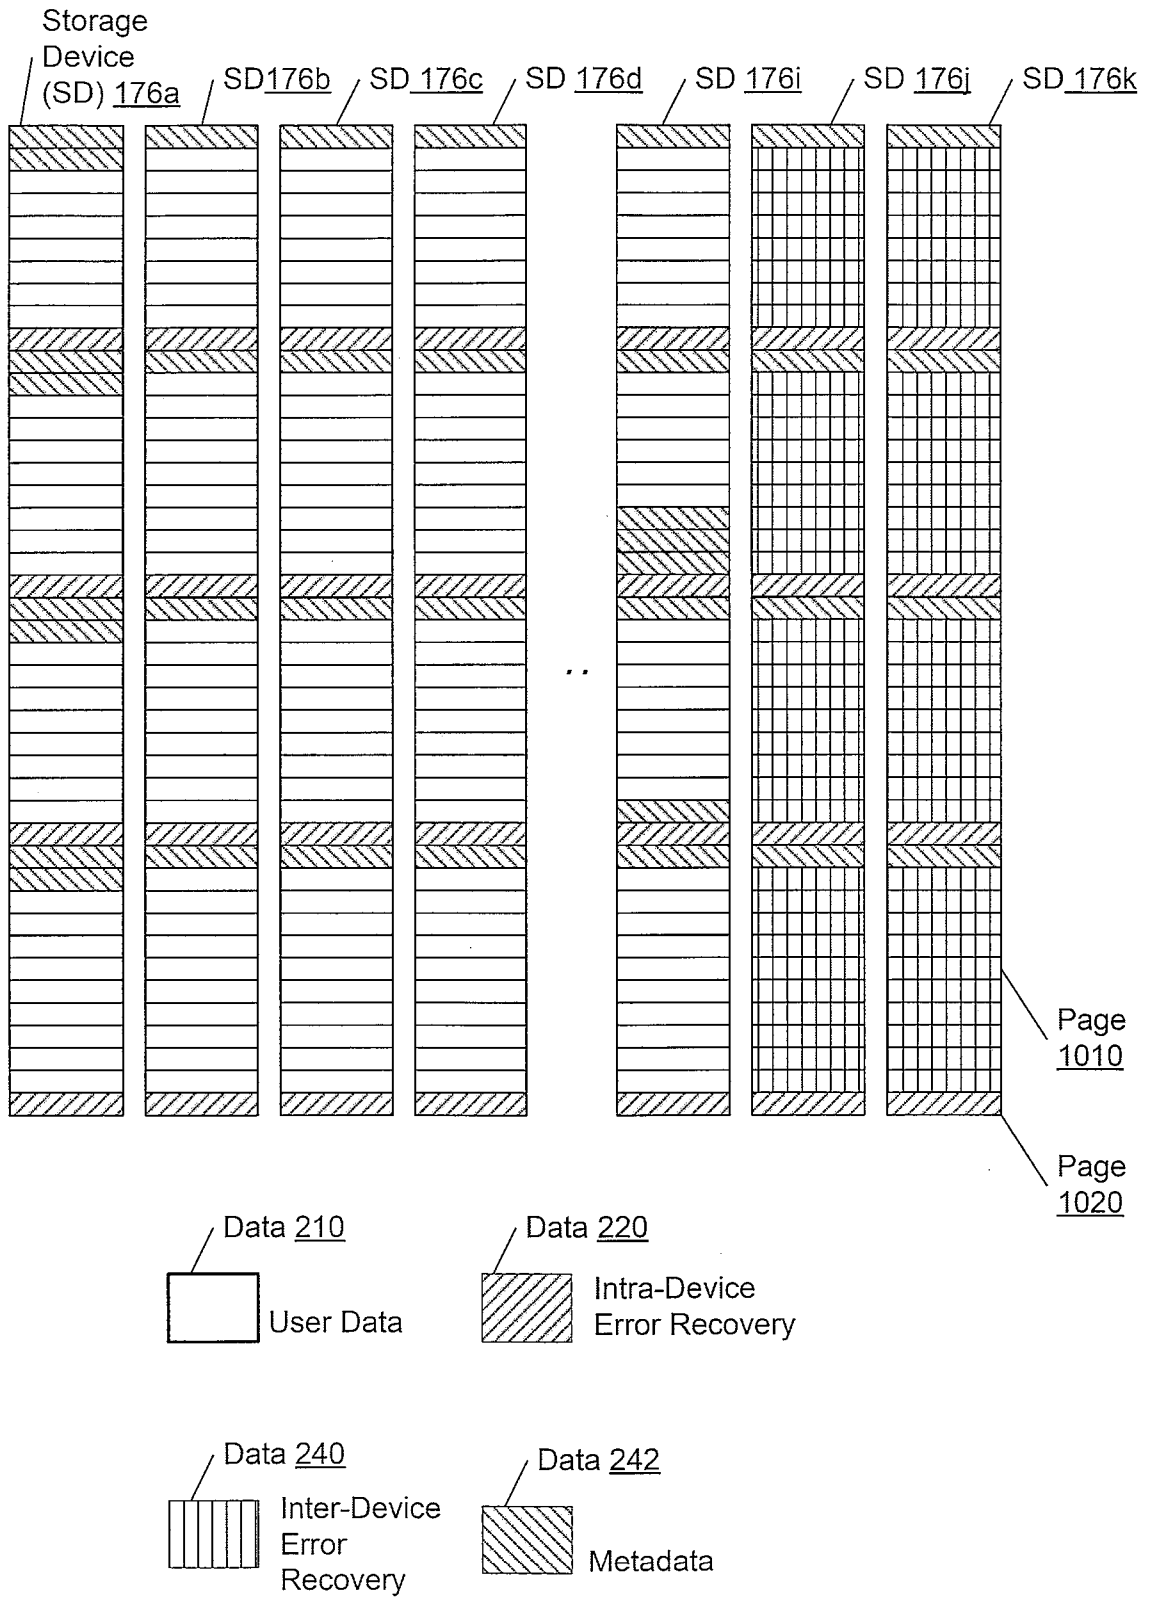 Storage
Device
(SD) 176a
SD176b
SD 176c
SD 176d
SD 176i
SD 176j
SD 176k
. .
Page
1010
Page
1020
Data 210
User Data
Data 220
Intra-Device
Error Recovery
Data 240
Inter-Device
Error
Recovery
Data 242
Metadata